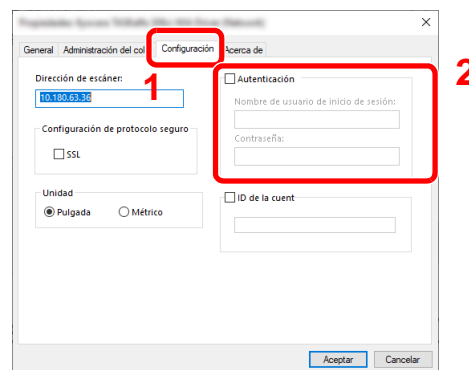 General
Administración del col
Configuración
Acerca de
1
2
Dirección de escáner:
10.180.63.36
Configuración de protocolo seguro
SSL
Unidad
Pulgada
Métrico
Autenticación
Nombre de usuario de inicio de sesión:
Contraseña:
ID de la cuent
Aceptar
Cancelar